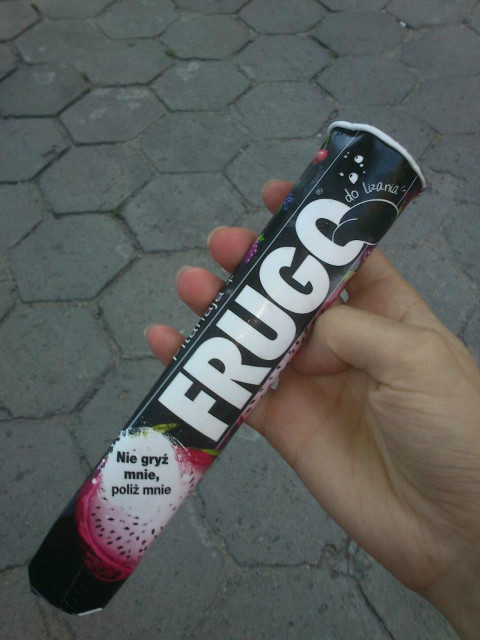 do lizania
FRUGO
Nie gryź
mnie,
poliż mnie